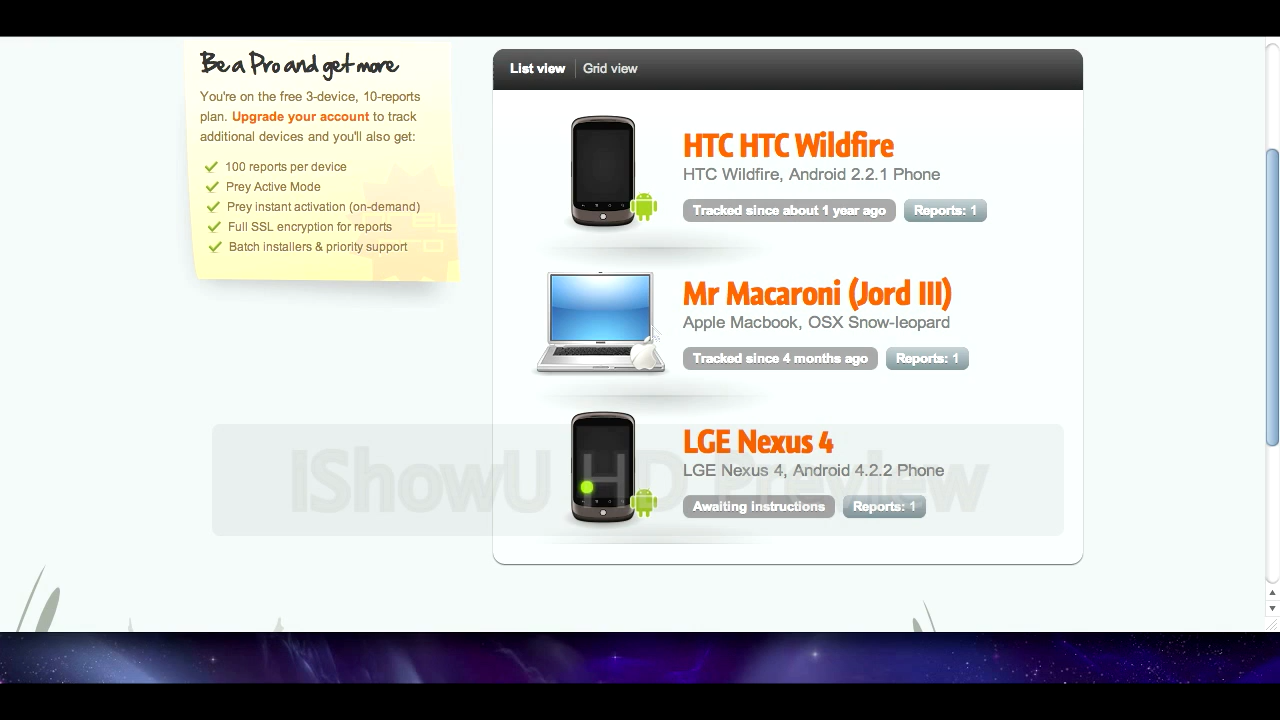 Be a Pro and get more
You're on the free 3-device, 10-reports
plan. Upgrade your account to track
additional devices and you'll also get:
100 reports per device
Prey Active Mode
Prey instant activation (on-demand)
Full SSL encryption for reports
Batch installers & priority support
List view Grid view
HTC HTC Wildfire
HTC Wildfire, Android 2.2.1 Phone
Tracked since about 1 year ago Reports: 1
Mr Macaroni (Jord III)
Apple Macbook, OSX Snow-leopard
Tracked since 4 months ago Reports: 1
LGE Nexus 4
LGE Nexus 4, Android 4.2.2 Phone
Awaiting instructions Reports: 1
IShowU HD Preview